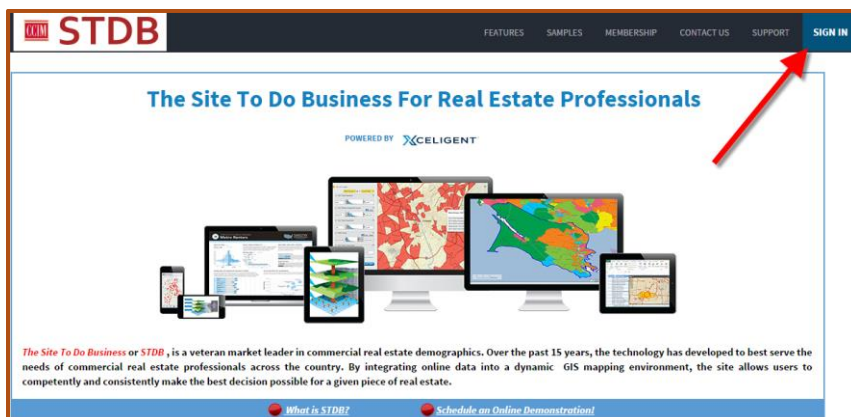 CCIM STDB
FEATURES SAMPLES MEMBERSHIP CONTACT US SUPPORT SIGN IN
The Site To Do Business For Real Estate Professionals
POWERED BY XCELIGENT
The Site To Do Business or STDB , is a veteran market leader in commercial real estate demographics. Over the past 15 years, the technology has developed to best serve the
needs of commercial real estate professionals across the country. By integrating online data into a dynamic GIS mapping environment, the site allows users to
competently and consistently make the best decision possible for a given piece of real estate.
What is STDB? Schedule an Online Demonstration!